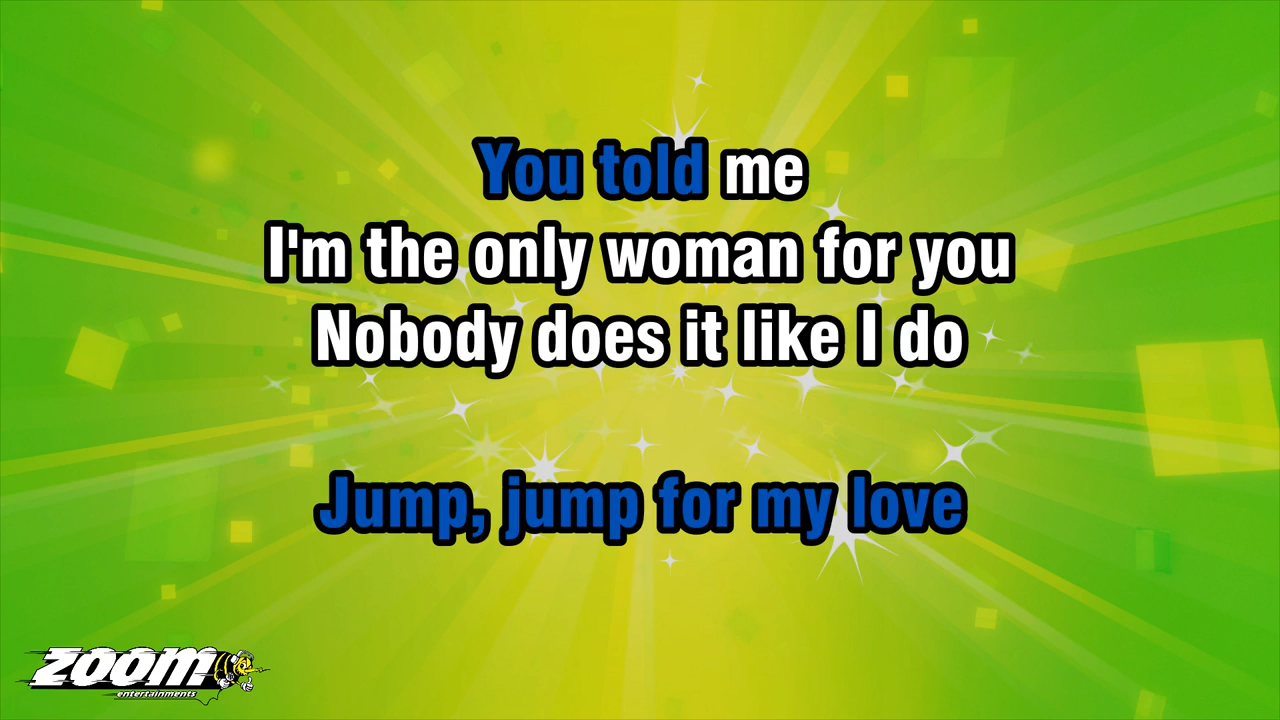 You told me
I'm the only woman for you
Nobody does it like I do
Jump, jump for my love
zoom
entertainments